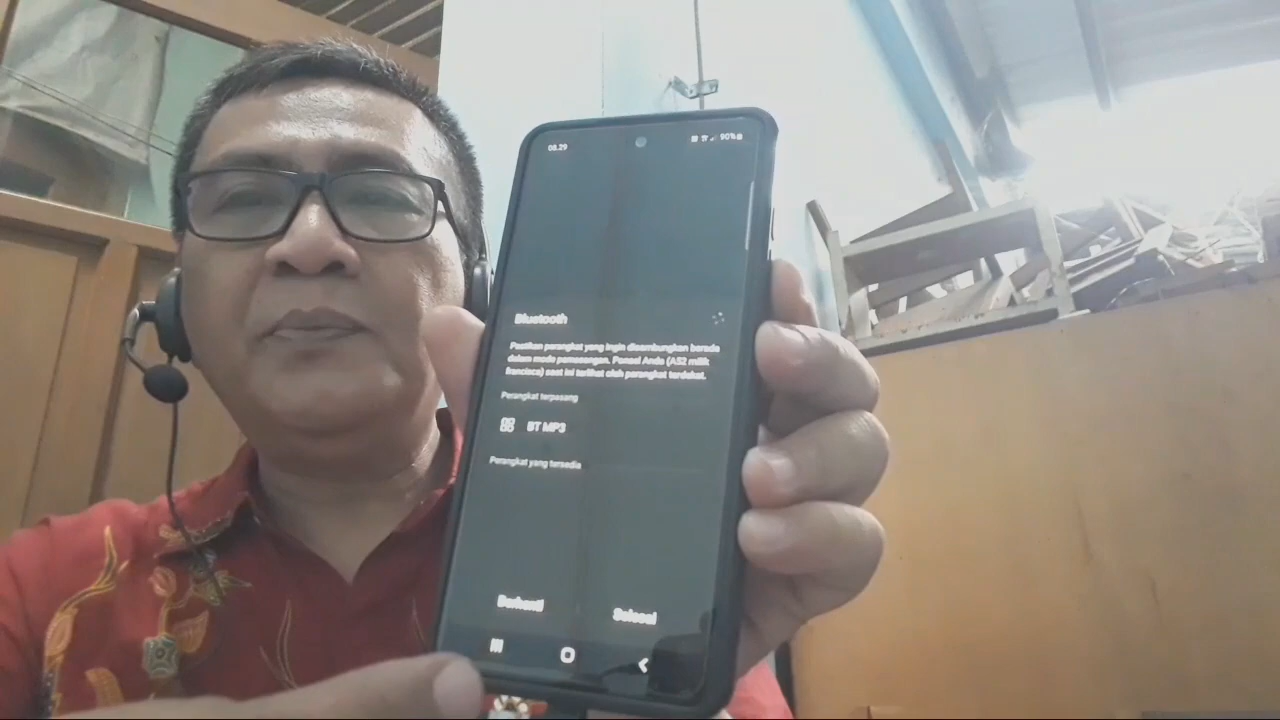 08.29
90%
Bluetooth
Pastikan perangkat yang ingin disambungkan berada
dalam mode pemasangan. Ponsel Anda (A52 milik
francisca) saat ini terlihat oleh perangkat terdekat.
Perangkat terpasang
BT MP3
Perangkat yang tersedia
Berhenti
Selesai